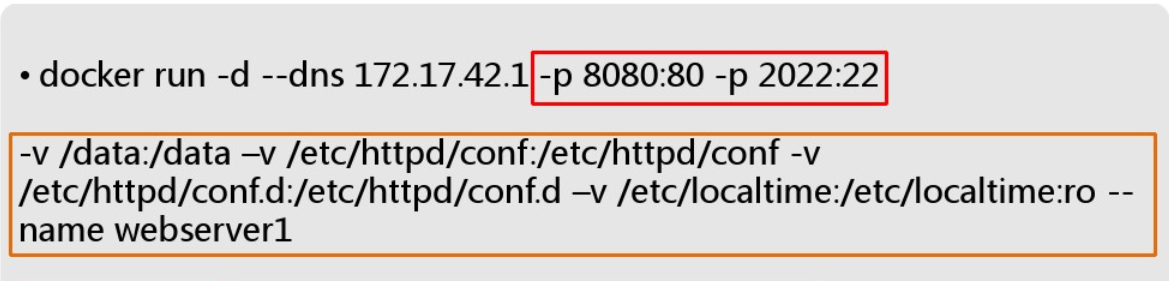 • docker run -d --dns 172.17.42.1 -p 8080:80 -p 2022:22
-v /data:/data –v /etc/httpd/conf:/etc/httpd/conf -v
/etc/httpd/conf.d:/etc/httpd/conf.d –v /etc/localtime:/etc/localtime:ro --
name webserver1